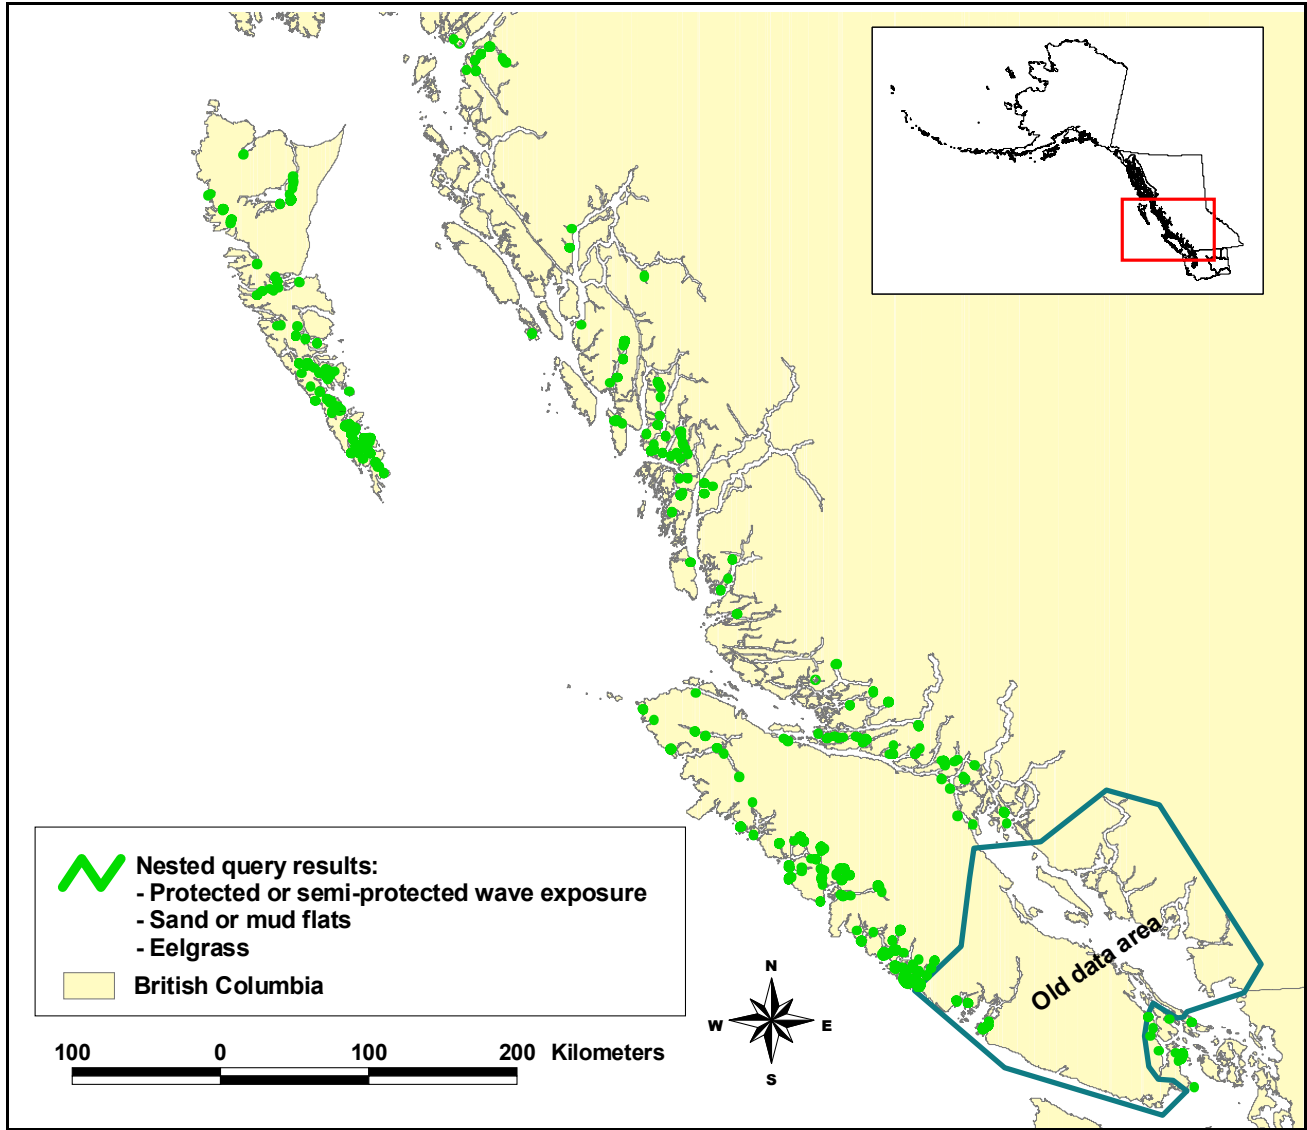 Old data area
Nested query results:
- Protected or semi-protected wave exposure
- Sand or mud flats
- Eelgrass
British Columbia
N
W
E
S
100 0 100 200 Kilometers